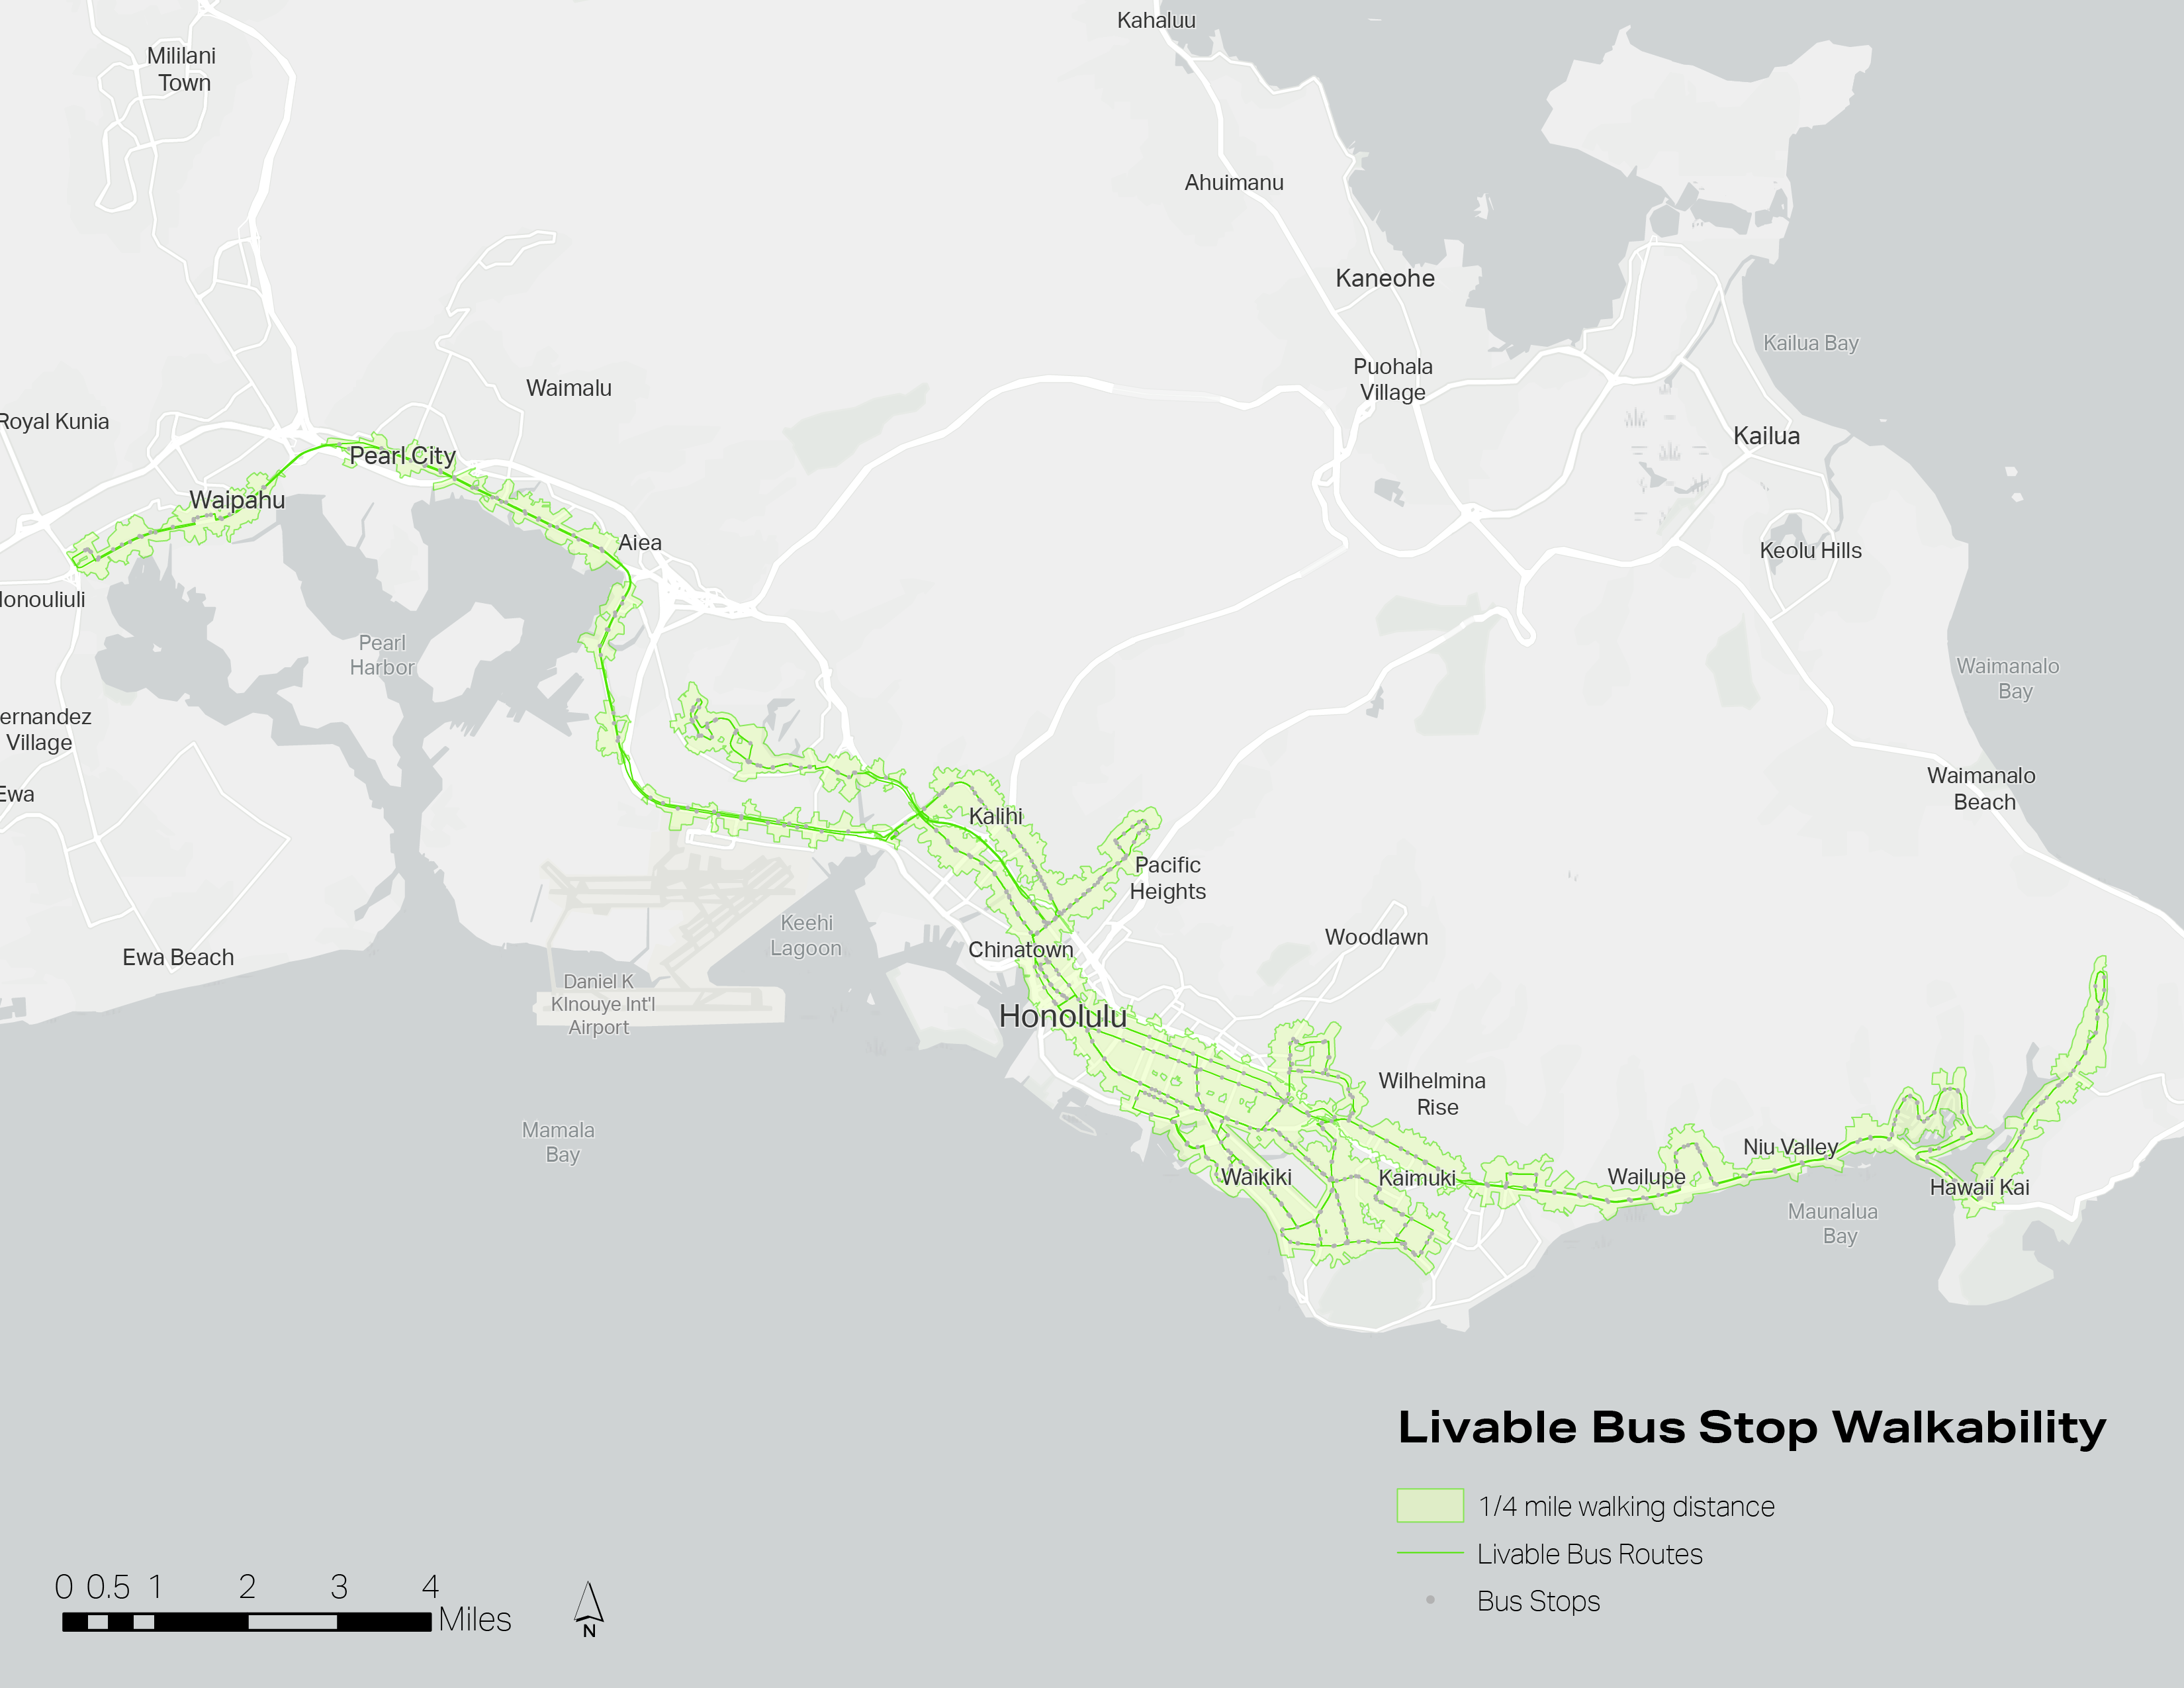 Kahaluu
Mililani
Town
Ahuimanu
Kaneohe
Kailua Bay
Puohala
Village
Waimalu
Royal Kunia
Kailua
Pearl City
Waipahu
Aiea
Keolu Hills
lonouliuli
Pearl
Harbor
Waimanalo
Bay
ernandez
Village
Waimanalo
Beach
Ewa
Kalihi
Pacific
Heights
Keehi
Lagoon
Woodlawn
Chinatown
Ewa Beach
Daniel K
KInouye Int'l
Airport
Honolulu
Wilhelmina
Rise
Mamala
Bay
Niu Valley
Waikiki
Kaimuki
Wailupe
Hawaii Kai
Maunalua
Bay
Livable Bus Stop Walkability
1/4 mile walking distance
Livable Bus Routes
Bus Stops
0 0.5 1 2 3 4
Miles
N